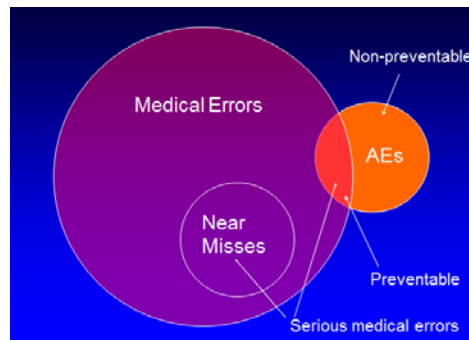 Non-preventable
Medical Errors
AEs
Near
Misses
Preventable
Serious medical errors